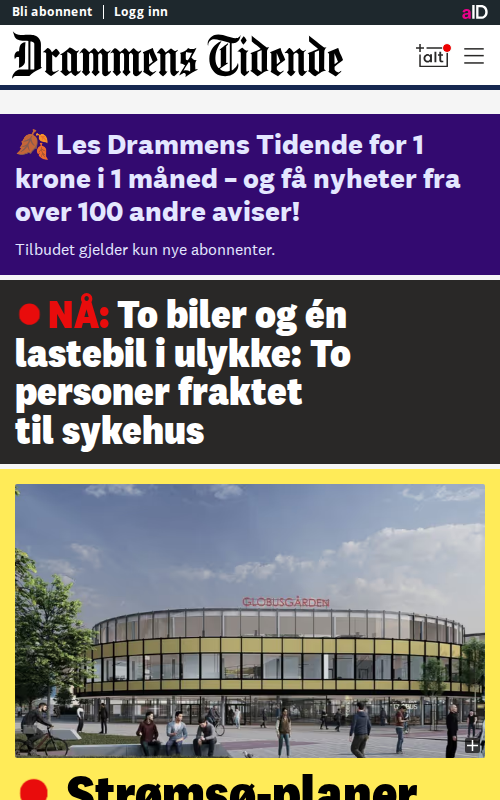 Bli abonnent | Logg inn
aID
Drammens Tidende
+alt
🍂 Les Drammens Tidende for 1
krone i 1 måned – og få nyheter fra
over 100 andre aviser!
Tilbudet gjelder kun nye abonnenter.
NÅ: To biler og én
lastebil i ulykke: To
personer fraktet
til sykehus
GLOBUSGÅRDEN
Strømsø-planer